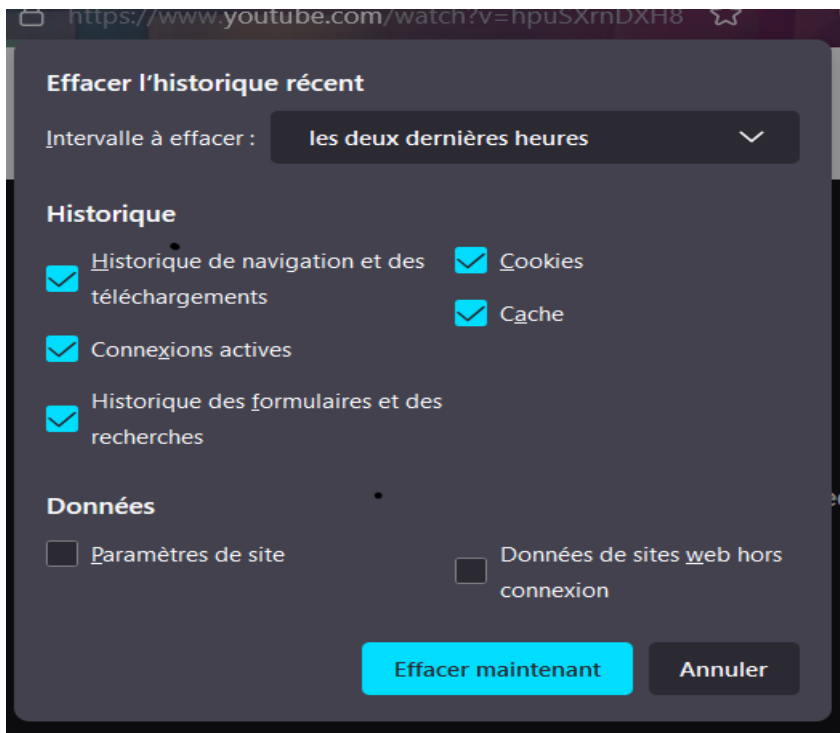 https://www.youtube.com/watch?v=hpuSXrnDXH8
Effacer l'historique récent
Intervalle à effacer : les deux dernières heures
Historique
Historique de navigation et des
téléchargements
Cookies
Cache
Connexions actives
Historique des formulaires et des
recherches
Données
Paramètres de site
Données de sites web hors
connexion
Effacer maintenant
Annuler